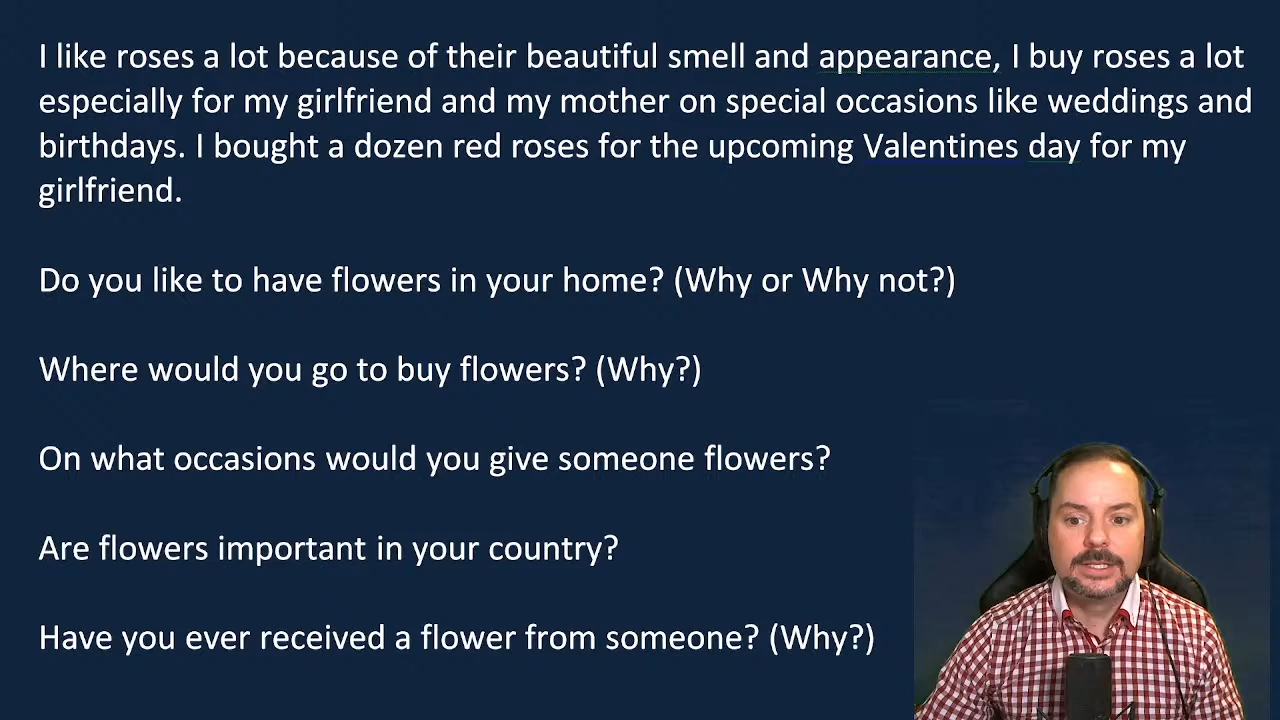 I like roses a lot because of their beautiful smell and appearance, I buy roses a lot
especially for my girlfriend and my mother on special occasions like weddings and
birthdays. I bought a dozen red roses for the upcoming Valentines day for my
girlfriend.
Do you like to have flowers in your home? (Why or Why not?)
Where would you go to buy flowers? (Why?)
On what occasions would you give someone flowers?
Are flowers important in your country?
Have you ever received a flower from someone? (Why?)